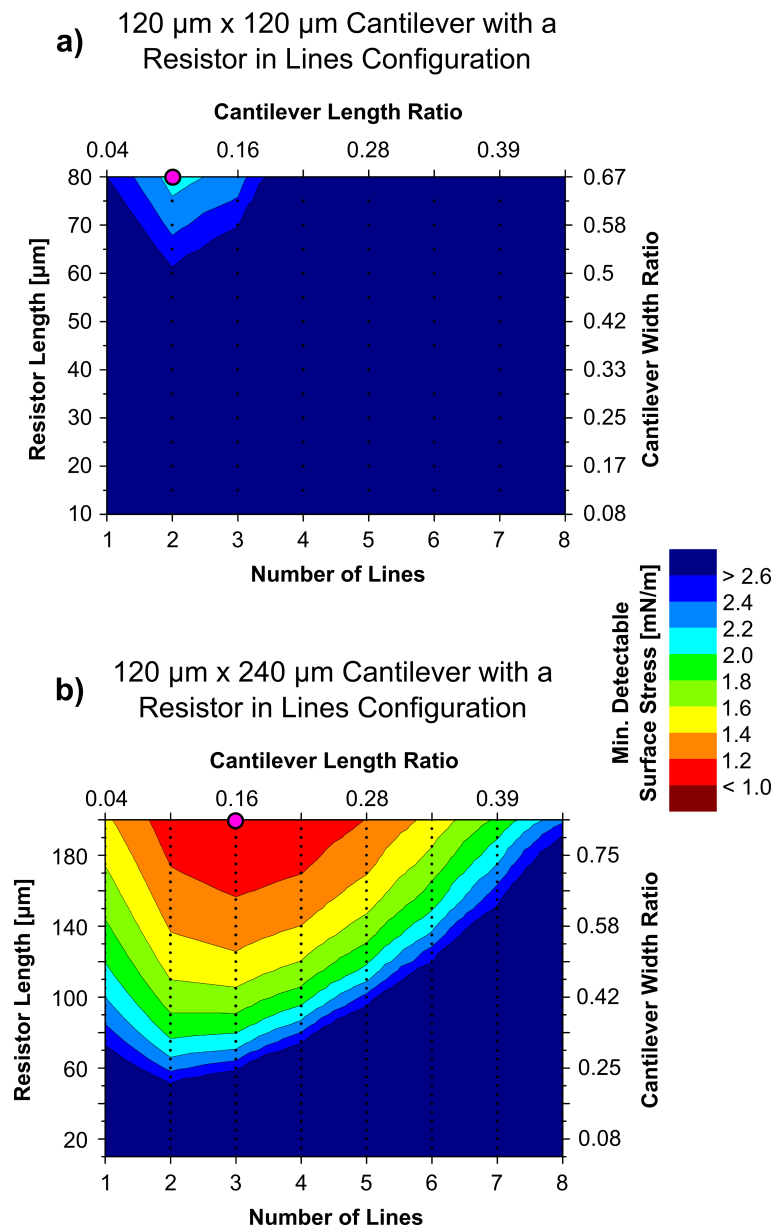 a)
120 µm x 120 µm Cantilever with a
Resistor in Lines Configuration
Cantilever Length Ratio
0.04 0.16 0.28 0.39
80 0.67
70 0.58
60 0.5
50 0.42
40 0.33
30 0.25
20 0.17
10 0.08
Resistor Length [µm]
Cantilever Width Ratio
1 2 3 4 5 6 7 8
Number of Lines
Min. Detectable
Surface Stress [mN/m]
> 2.6
2.4
2.2
2.0
1.8
1.6
1.4
1.2
< 1.0
b)
120 µm x 240 µm Cantilever with a
Resistor in Lines Configuration
Cantilever Length Ratio
0.04 0.16 0.28 0.39
180 0.75
140 0.58
100 0.42
60 0.25
20 0.08
Resistor Length [µm]
Cantilever Width Ratio
1 2 3 4 5 6 7 8
Number of Lines